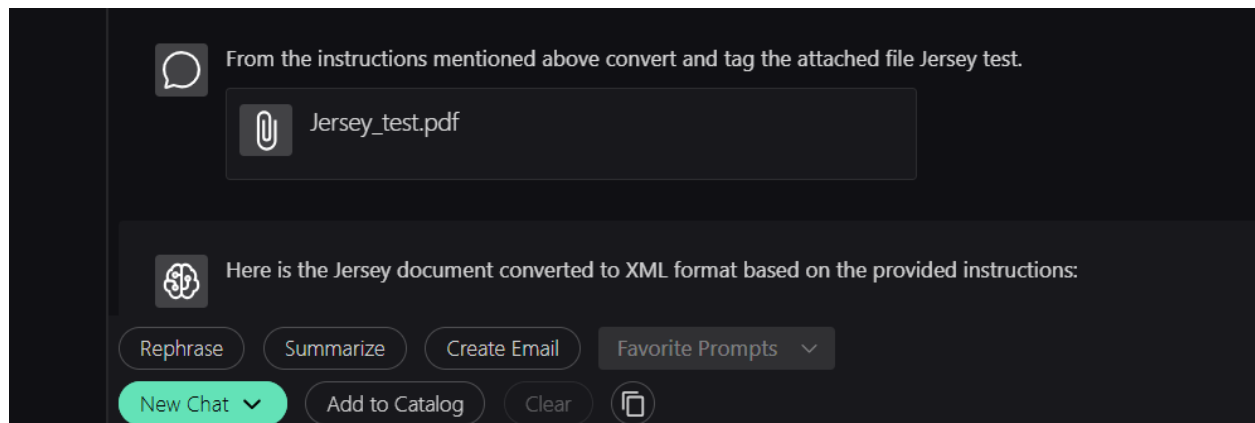 From the instructions mentioned above convert and tag the attached file Jersey test.
Jersey_test.pdf
Here is the Jersey document converted to XML format based on the provided instructions:
Rephrase Summarize Create Email Favorite Prompts
New Chat Add to Catalog Clear